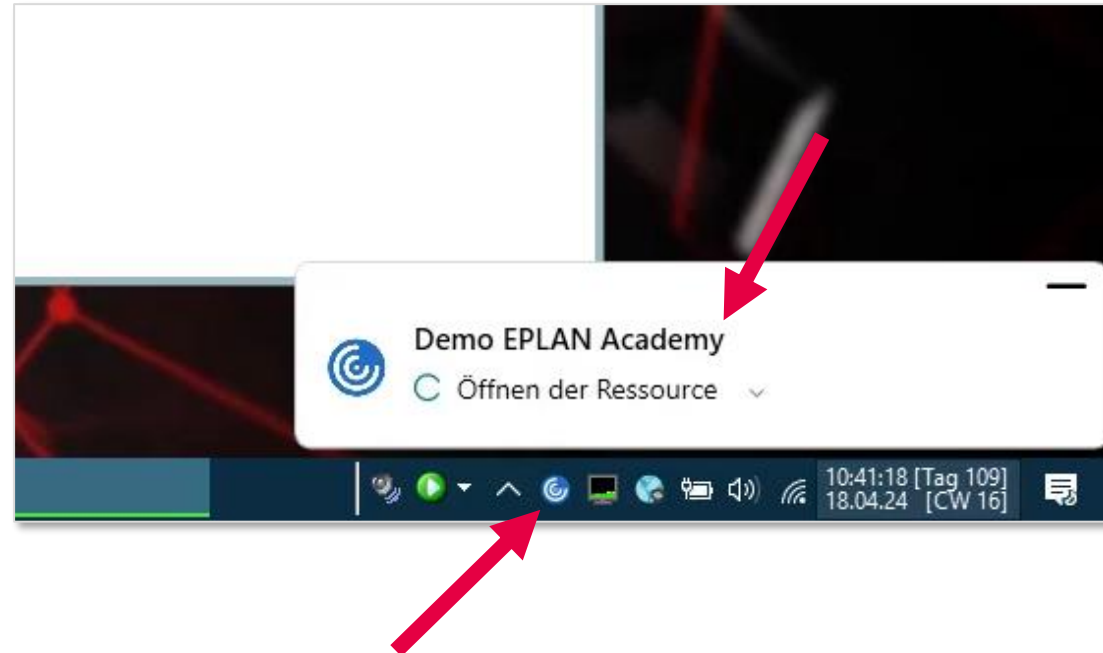 Demo EPLAN Academy
Öffnen der Ressource
10:41:18 [Tag 109]
18.04.24 [CW 16]